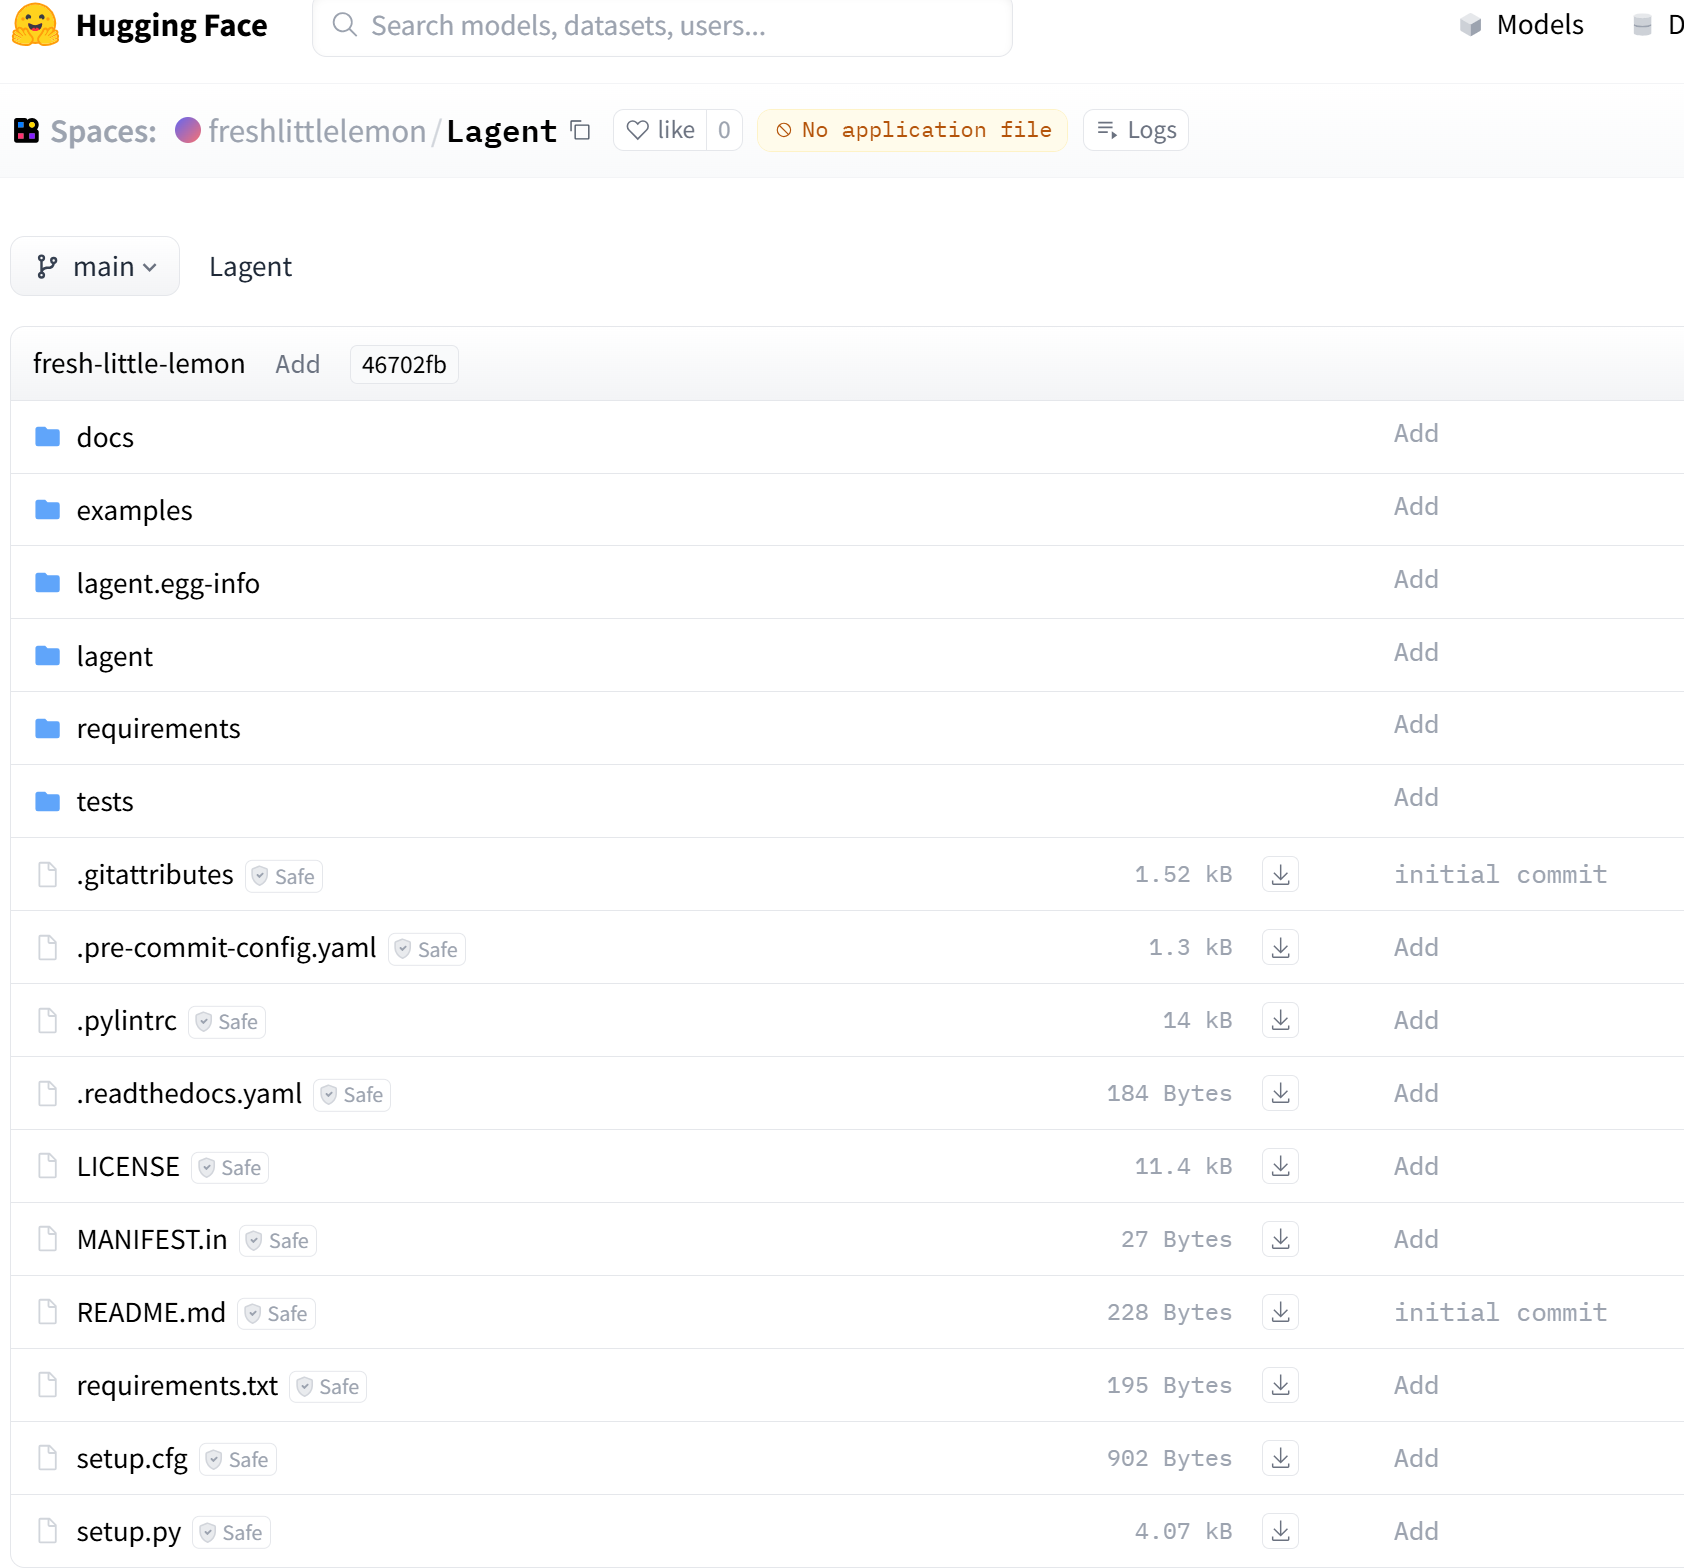 Hugging Face Search models, datasets, users... Models D
Spaces: freshlittlelemon/Lagent like 0 No application file Logs
main Lagent
fresh-little-lemon Add 46702fb
docs Add
examples Add
lagent.egg-info Add
lagent Add
requirements Add
tests Add
.gitattributes Safe 1.52 kB initial commit
.pre-commit-config.yaml Safe 1.3 kB Add
.pylintrc Safe 14 kB Add
.readthedocs.yaml Safe 184 Bytes Add
LICENSE Safe 11.4 kB Add
MANIFEST.in Safe 27 Bytes Add
README.md Safe 228 Bytes initial commit
requirements.txt Safe 195 Bytes Add
setup.cfg Safe 902 Bytes Add
setup.py Safe 4.07 kB Add